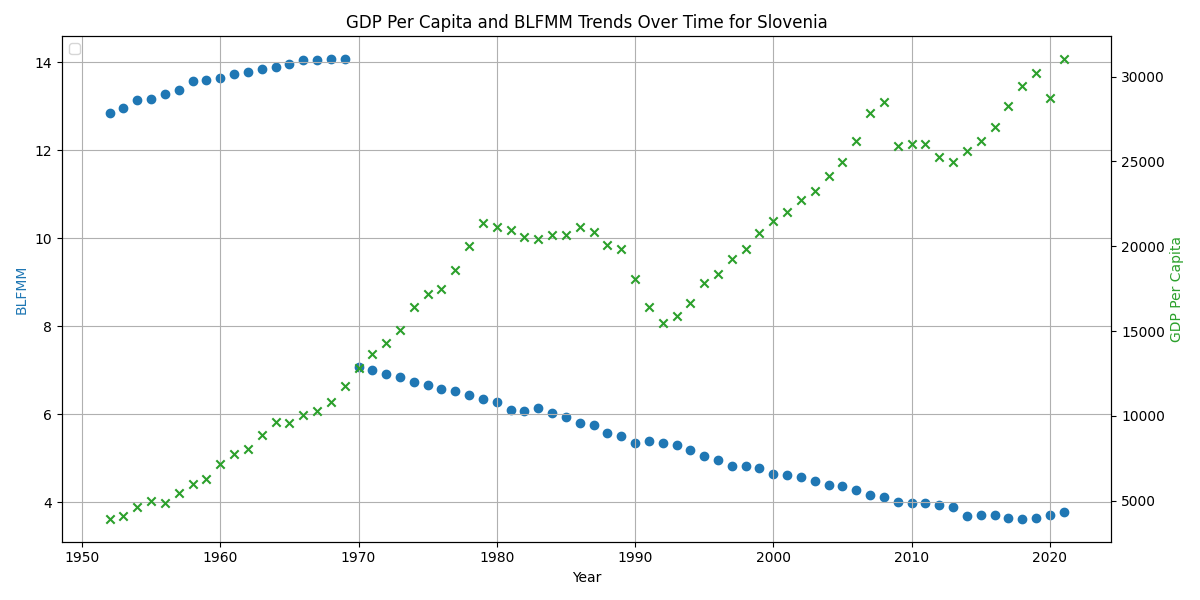 GDP Per Capita and BLFMM Trends Over Time for Slovenia
14
12
10
8
6
4
BLFMM
30000
25000
20000
15000
10000
5000
GDP Per Capita
1950 1960 1970 1980 1990 2000 2010 2020
Year